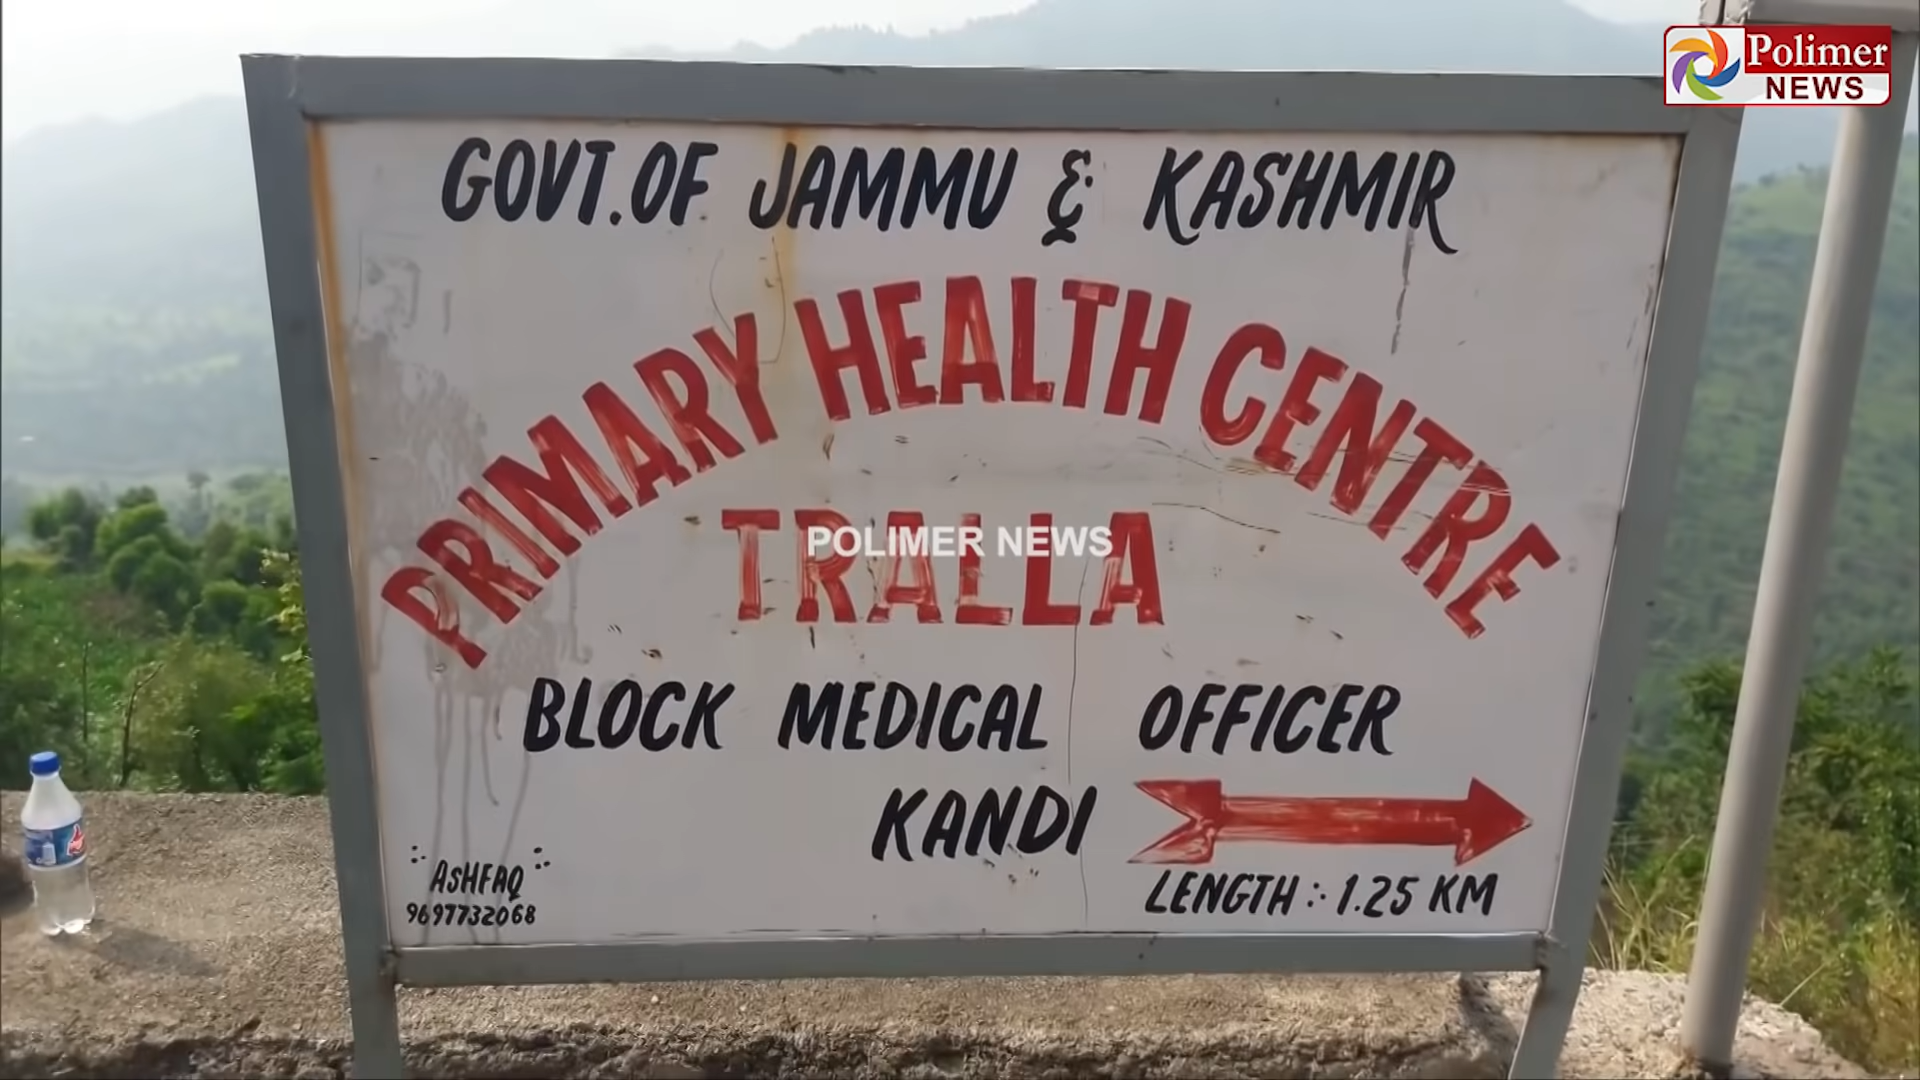 Polimer
NEWS
GOVT.OF JAMMU & KASHMIR
PRIMARY HEALTH CENTRE
TRALLA
POLIMER NEWS
BLOCK MEDICAL OFFICER
KANDI
LENGTH :- 1.25 KM
ASHFAQ
9697732068